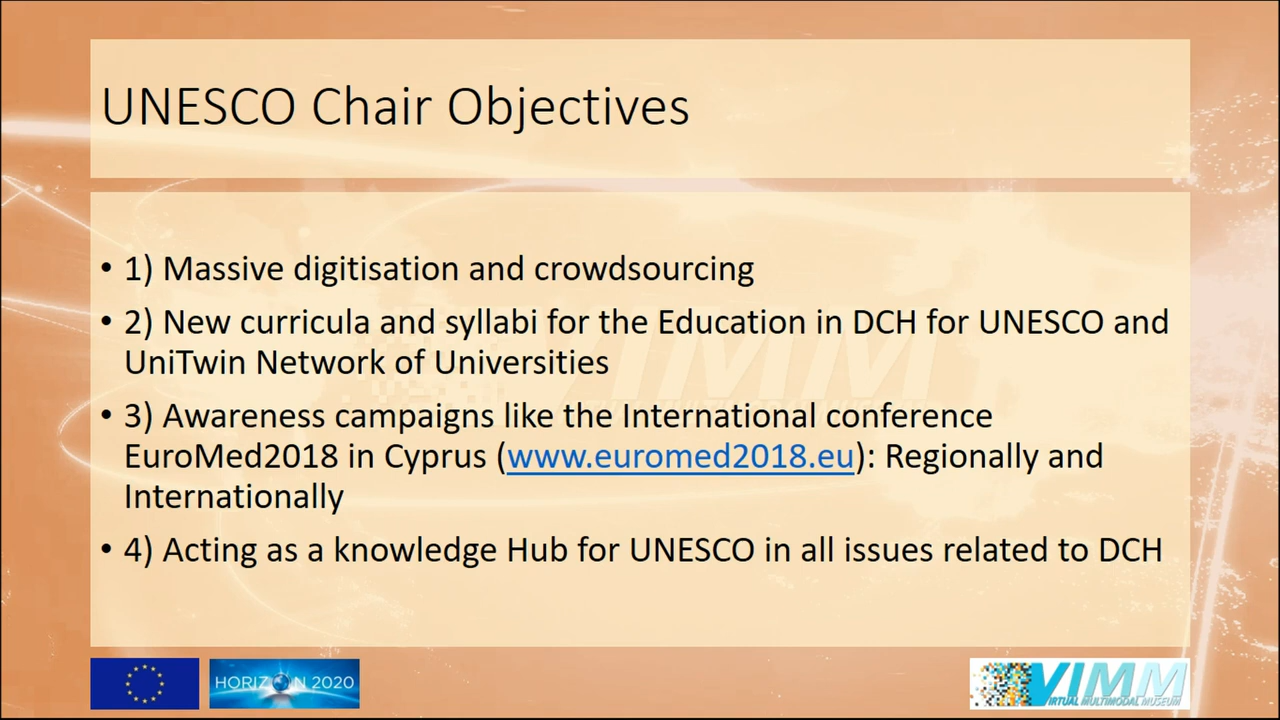 UNESCO Chair Objectives
• 1) Massive digitisation and crowdsourcing
• 2) New curricula and syllabi for the Education in DCH for UNESCO and
UniTwin Network of Universities
• 3) Awareness campaigns like the International conference
EuroMed2018 in Cyprus (www.euromed2018.eu): Regionally and
Internationally
• 4) Acting as a knowledge Hub for UNESCO in all issues related to DCH
HORIZON 2020
VIMM
VIRTUAL MULTIMODAL MUSEUM